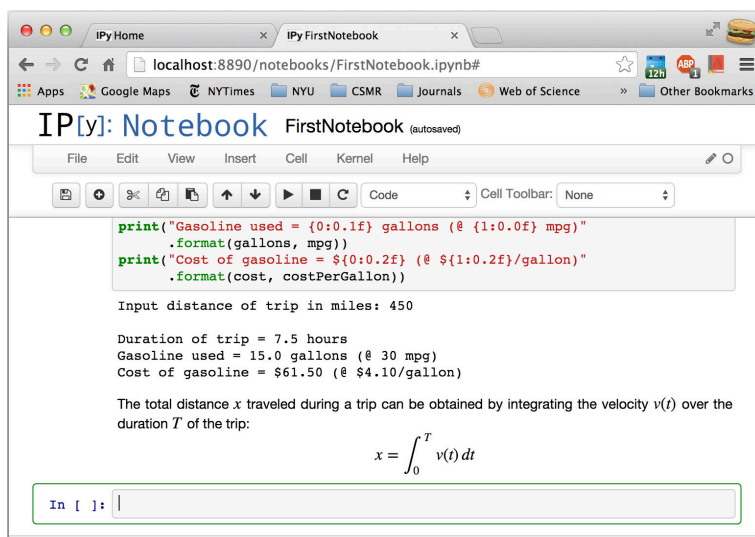 IPy Home
IPy FirstNotebook
localhost:8890/notebooks/FirstNotebook.ipynb#
12h
ABP
1
Apps Google Maps NYTimes NYU CSMR Journals Web of Science » Other Bookmarks
IP[y]: Notebook FirstNotebook (autosaved)
File Edit View Insert Cell Kernel Help
Code Cell Toolbar: None
print("Gasoline used = {0:0.1f} gallons (@ {1:0.0f} mpg)"
.format(gallons, mpg))
print("Cost of gasoline = ${0:0.2f} (@ ${1:0.2f}/gallon)"
.format(cost, costPerGallon))
Input distance of trip in miles: 450
Duration of trip = 7.5 hours
Gasoline used = 15.0 gallons (@ 30 mpg)
Cost of gasoline = $61.50 (@ $4.10/gallon)
The total distance x traveled during a trip can be obtained by integrating the velocity v(t) over the
duration T of the trip:
x = ∫₀ᵀ v(t) dt
In [ ]: